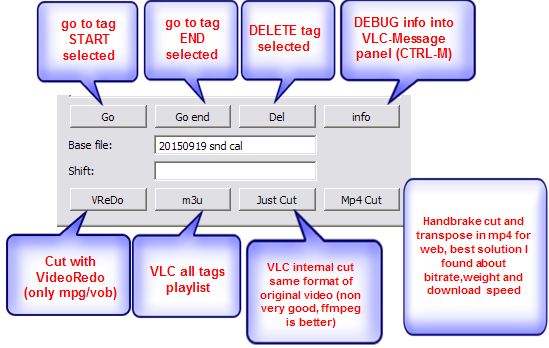 go to tag
START
selected
go to tag
END
selected
DELETE tag
selected
DEBUG info into
VLC-Message
panel (CTRL-M)
Go
Go end
Del
info
Base file:
20150919 snd cal
Shift:
VReDo
m3u
Just Cut
Mp4 Cut
Cut with
VideoRedo
(only mpg/vob)
VLC all tags
playlist
VLC internal cut
same format of
original video (non
very good, ffmpeg
is better)
Handbrake cut and
transpose in mp4 for
web, best solution I
found about
bitrate,weight and
download speed